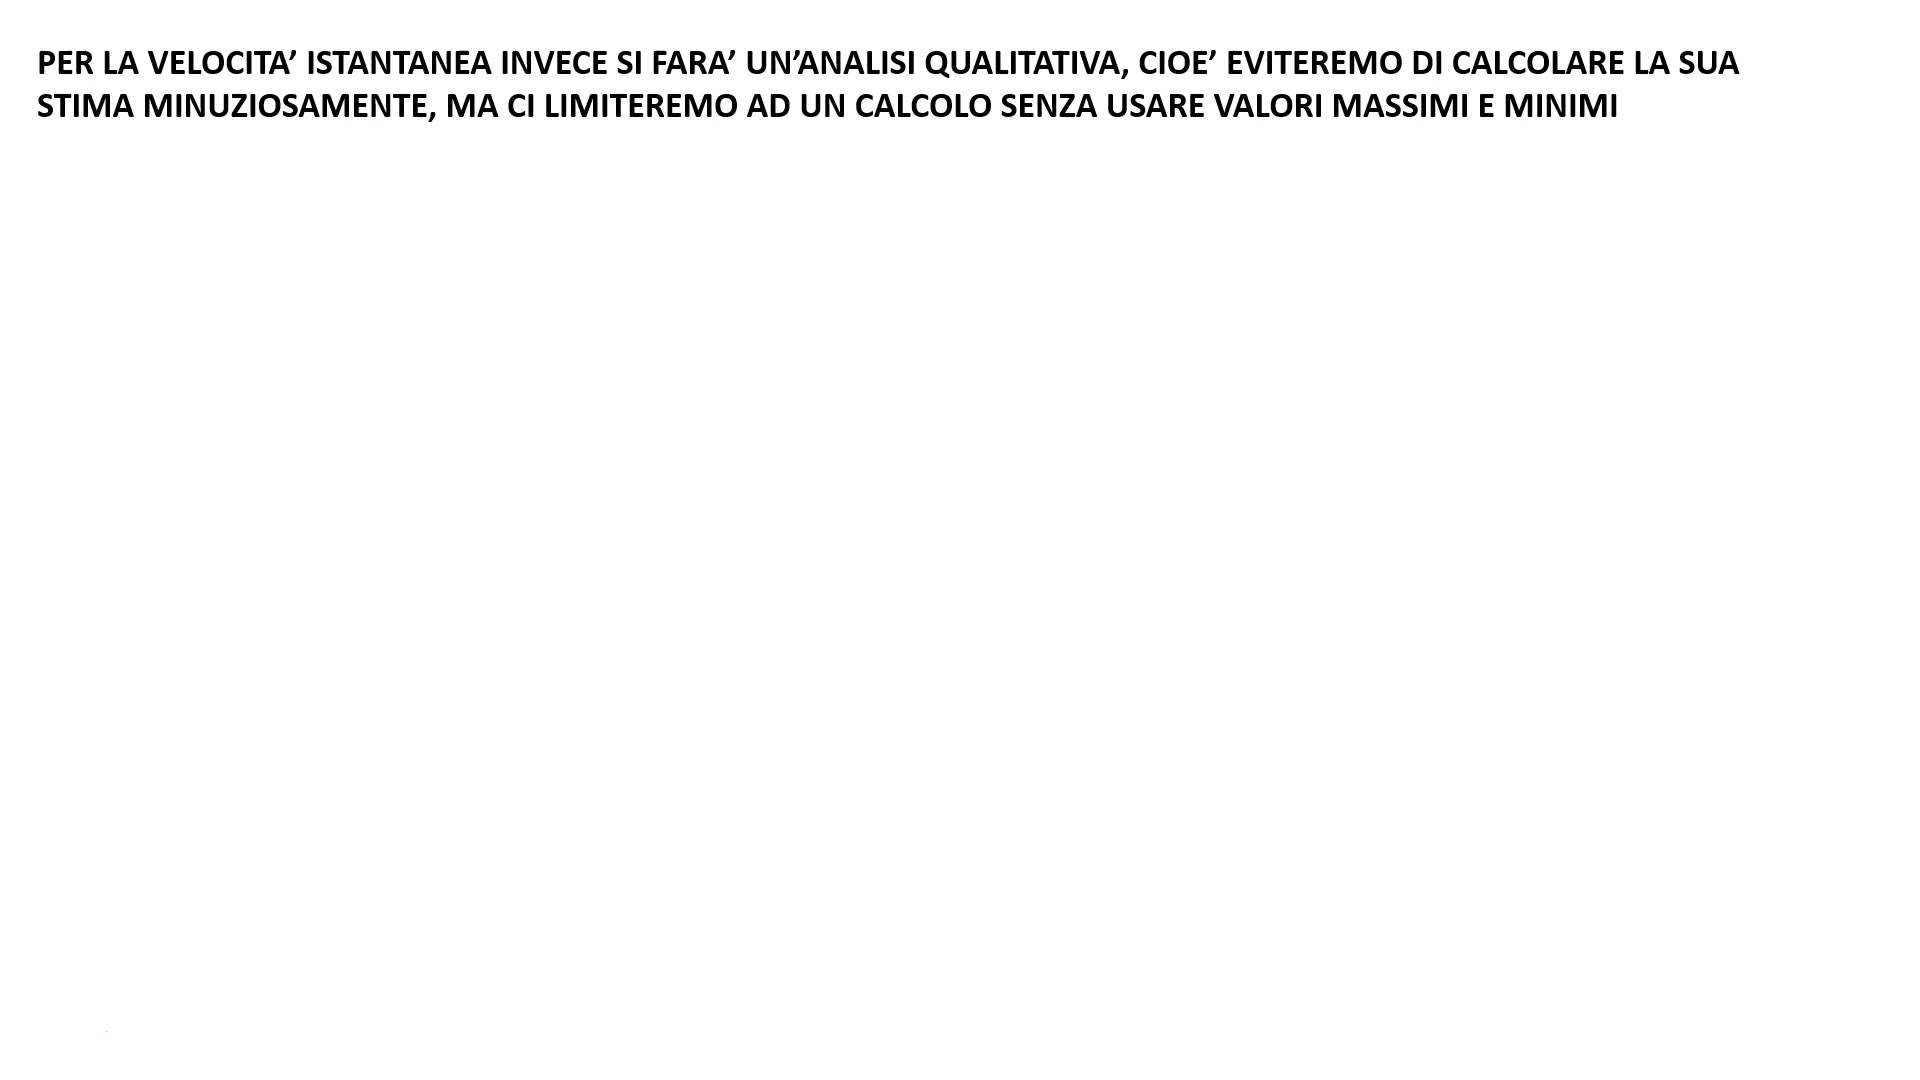 PER LA VELOCITA’ ISTANTANEA INVECE SI FARA’ UN’ANALISI QUALITATIVA, CIOE’ EVITEREMO DI CALCOLARE LA SUA
STIMA MINUZIOSAMENTE, MA CI LIMITEREMO AD UN CALCOLO SENZA USARE VALORI MASSIMI E MINIMI